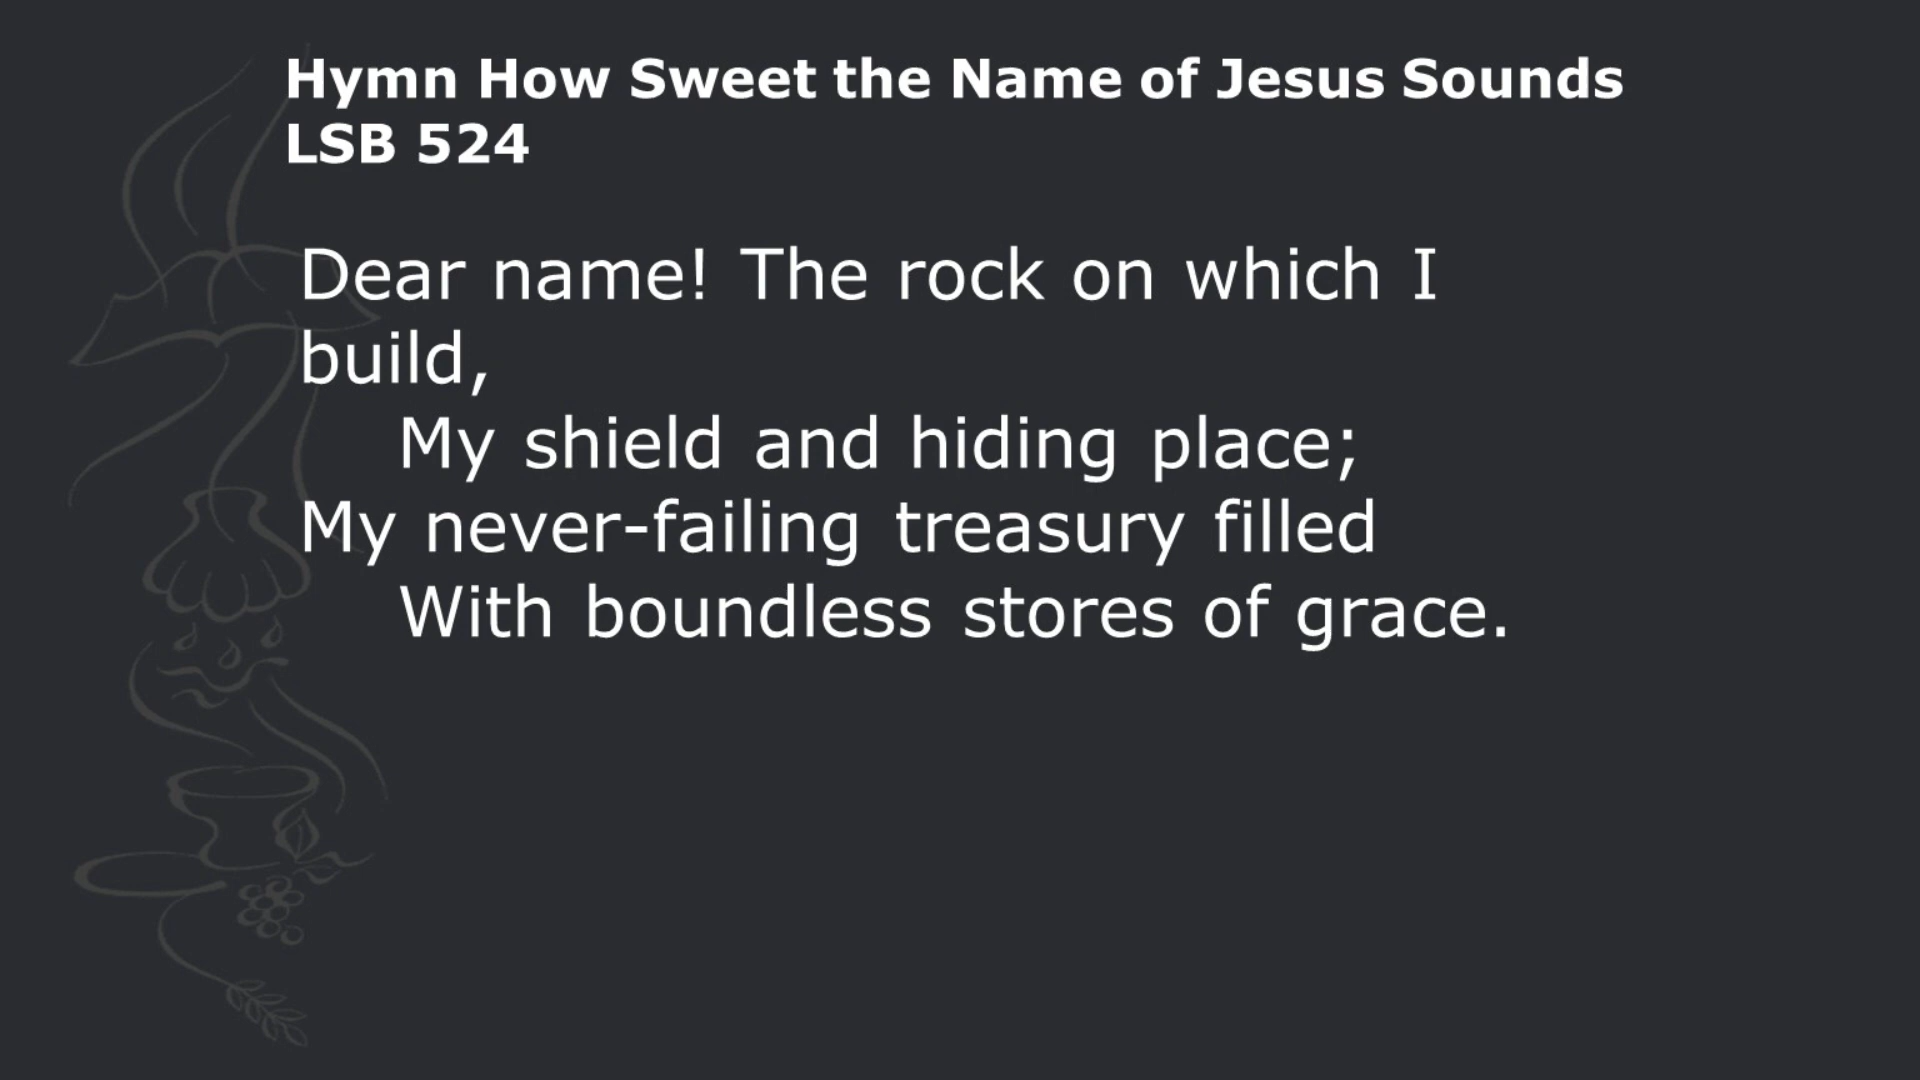 Hymn How Sweet the Name of Jesus Sounds
LSB 524
Dear name! The rock on which I
build,
My shield and hiding place;
My never-failing treasury filled
With boundless stores of grace.